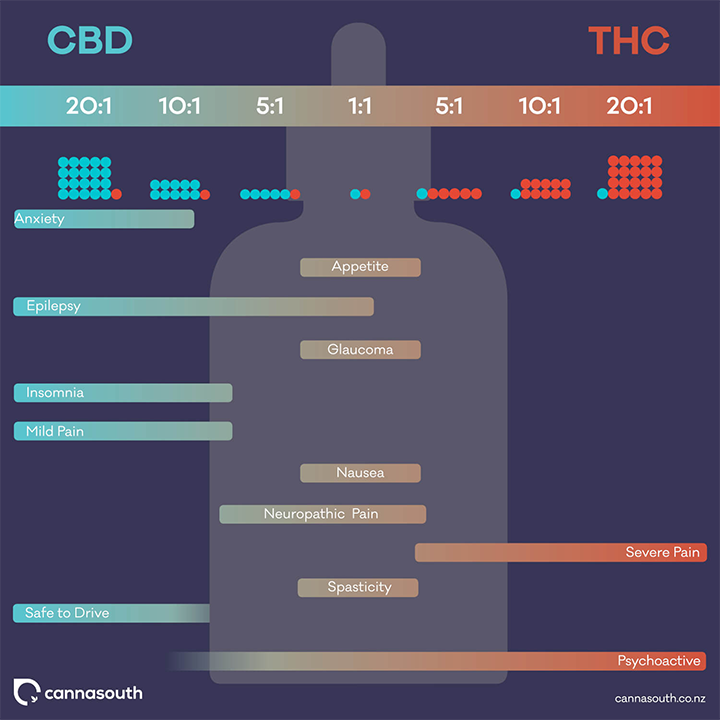 CBD THC
20:1 10:1 5:1 1:1 5:1 10:1 20:1
Anxiety
Appetite
Epilepsy
Glaucoma
Insomnia
Mild Pain
Nausea
Neuropathic Pain
Severe Pain
Spasticity
Safe to Drive
Psychoactive
cannasouth
cannasouth.co.nz